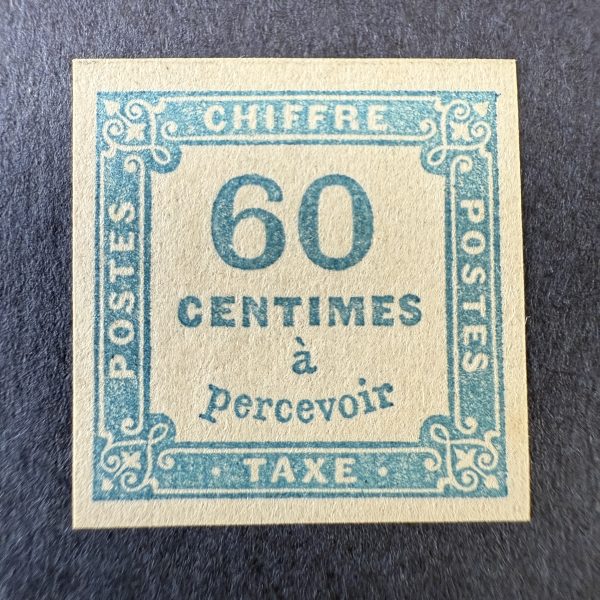 CHIFFRE
POSTES
60
CENTIMES
à
percevoir
POSTES
· TAXE ·